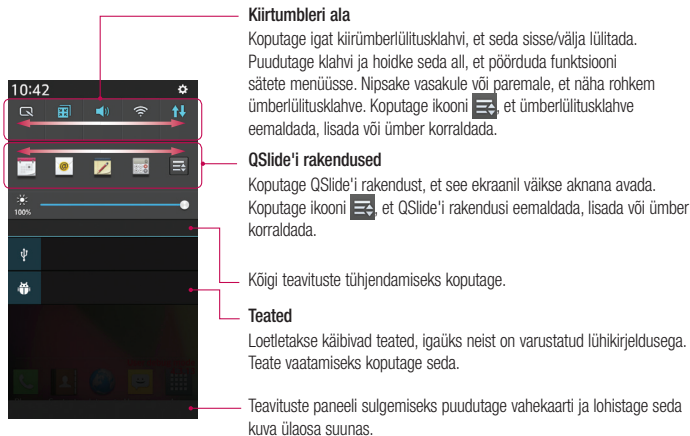 Kiirtumbleri ala
Koputage igat kiirümberlülitusklahvi, et seda sisse/välja lülitada.
Puudutage klahvi ja hoidke seda all, et pöörduda funktsiooni
sätete menüüsse. Nipsake vasakule või paremale, et näha rohkem
ümberlülitusklahve. Koputage ikooni , et ümberlülitusklahve
eemaldada, lisada või ümber korraldada.
10:42
QSlide'i rakendused
Koputage QSlide'i rakendust, et see ekraanil väikse aknana avada.
Koputage ikooni , et QSlide'i rakendusi eemaldada, lisada või ümber
korraldada.
100%
Kõigi teavituste tühjendamiseks koputage.
Teated
Loetletakse käibivad teated, igaüks neist on varustatud lühikirjeldusega.
Teate vaatamiseks koputage seda.
Teavituste paneeli sulgemiseks puudutage vahekaarti ja lohistage seda
kuva ülaosa suunas.